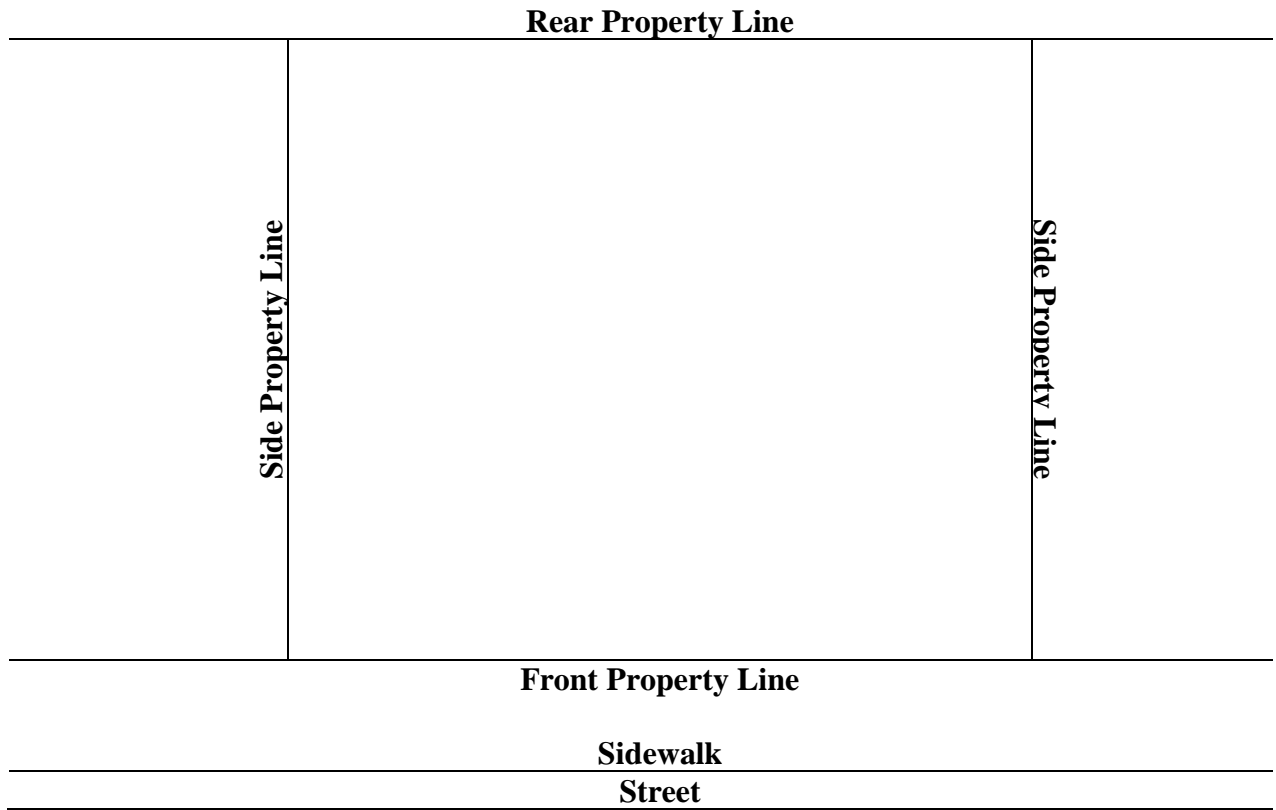 Rear Property Line
Side Property Line
Side Property Line
Front Property Line
Sidewalk
Street